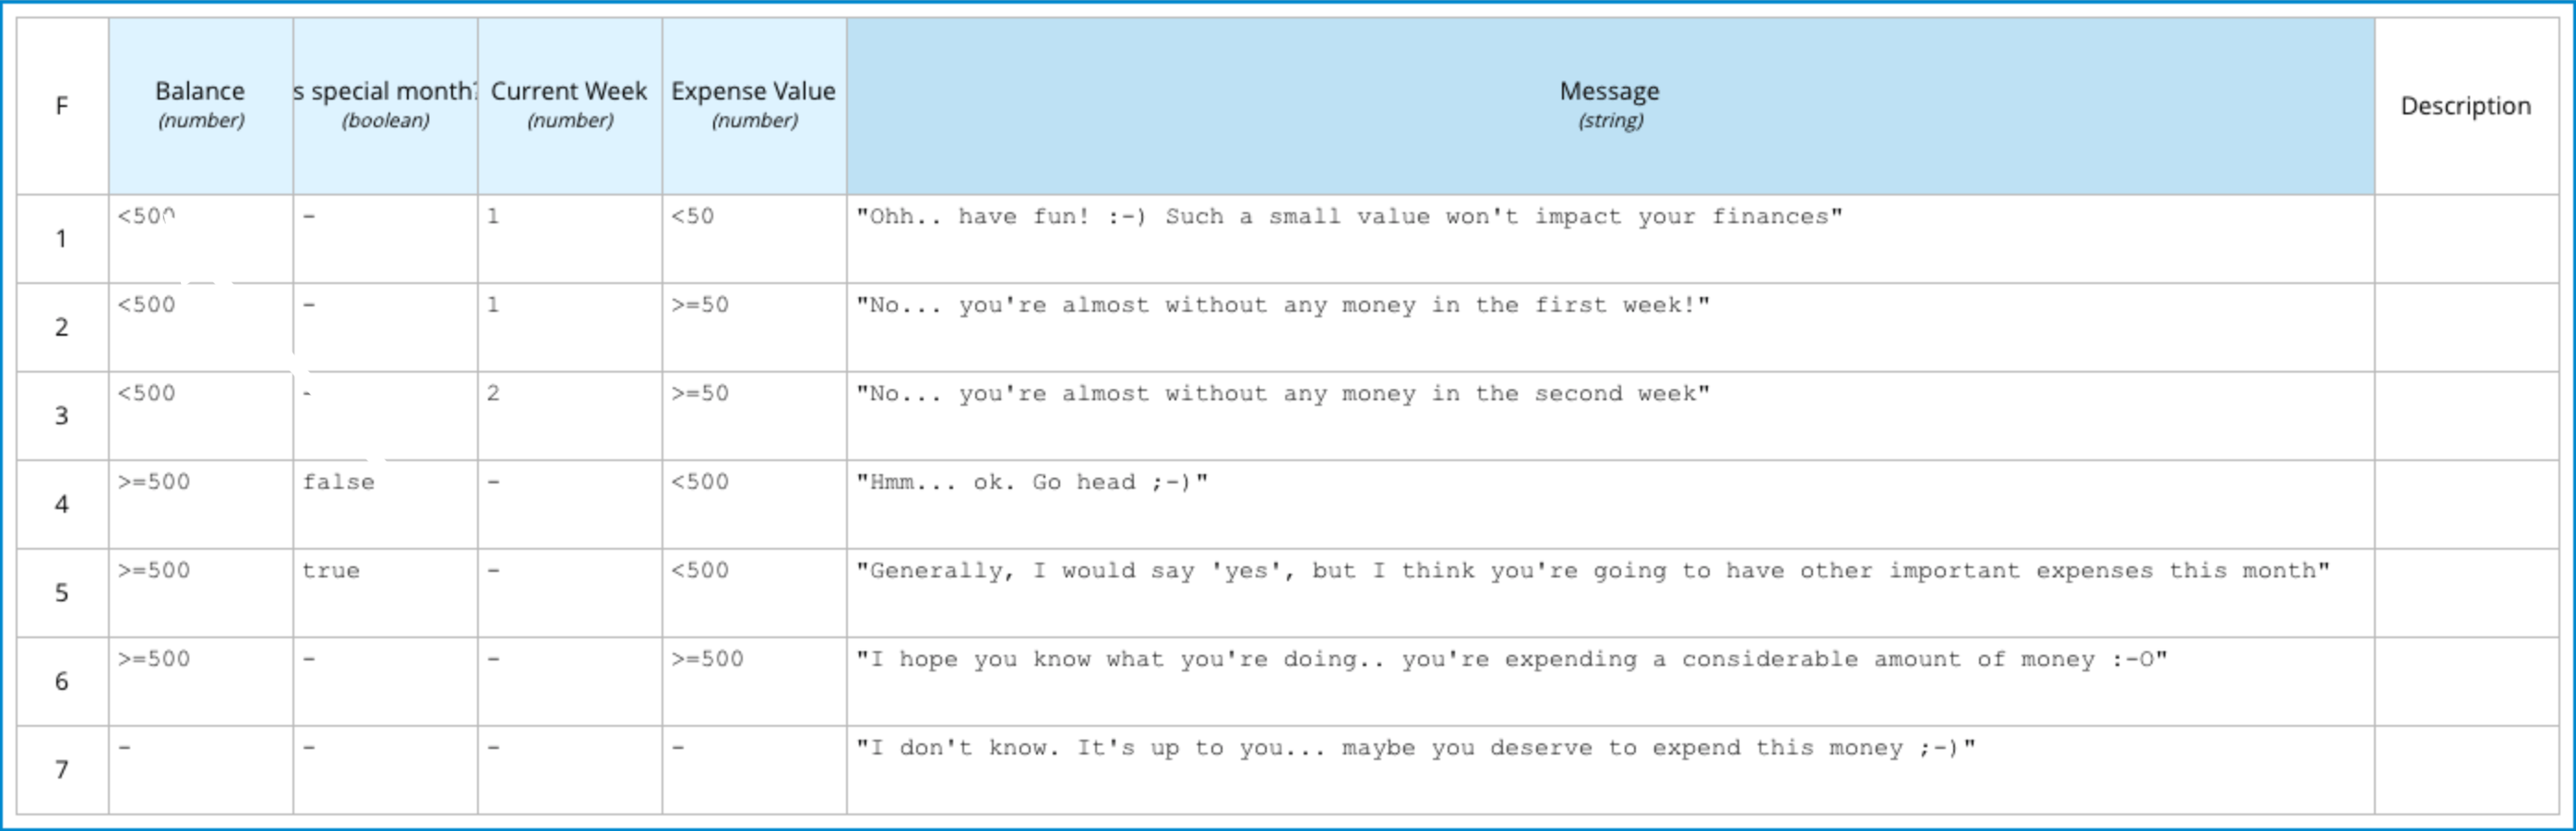 F Balance (number) s special month? (boolean) Current Week (number) Expense Value (number) Message (string) Description
1 <500 - 1 <50 "Ohh.. have fun! :-) Such a small value won't impact your finances"
2 <500 - 1 >=50 "No... you're almost without any money in the first week!"
3 <500 - 2 >=50 "No... you're almost without any money in the second week"
4 >=500 false - <500 "Hmm... ok. Go head ;-)"
5 >=500 true - <500 "Generally, I would say 'yes', but I think you're going to have other important expenses this month"
6 >=500 - - >=500 "I hope you know what you're doing.. you're expending a considerable amount of money :-O"
7 - - - - "I don't know. It's up to you... maybe you deserve to expend this money ;-)"